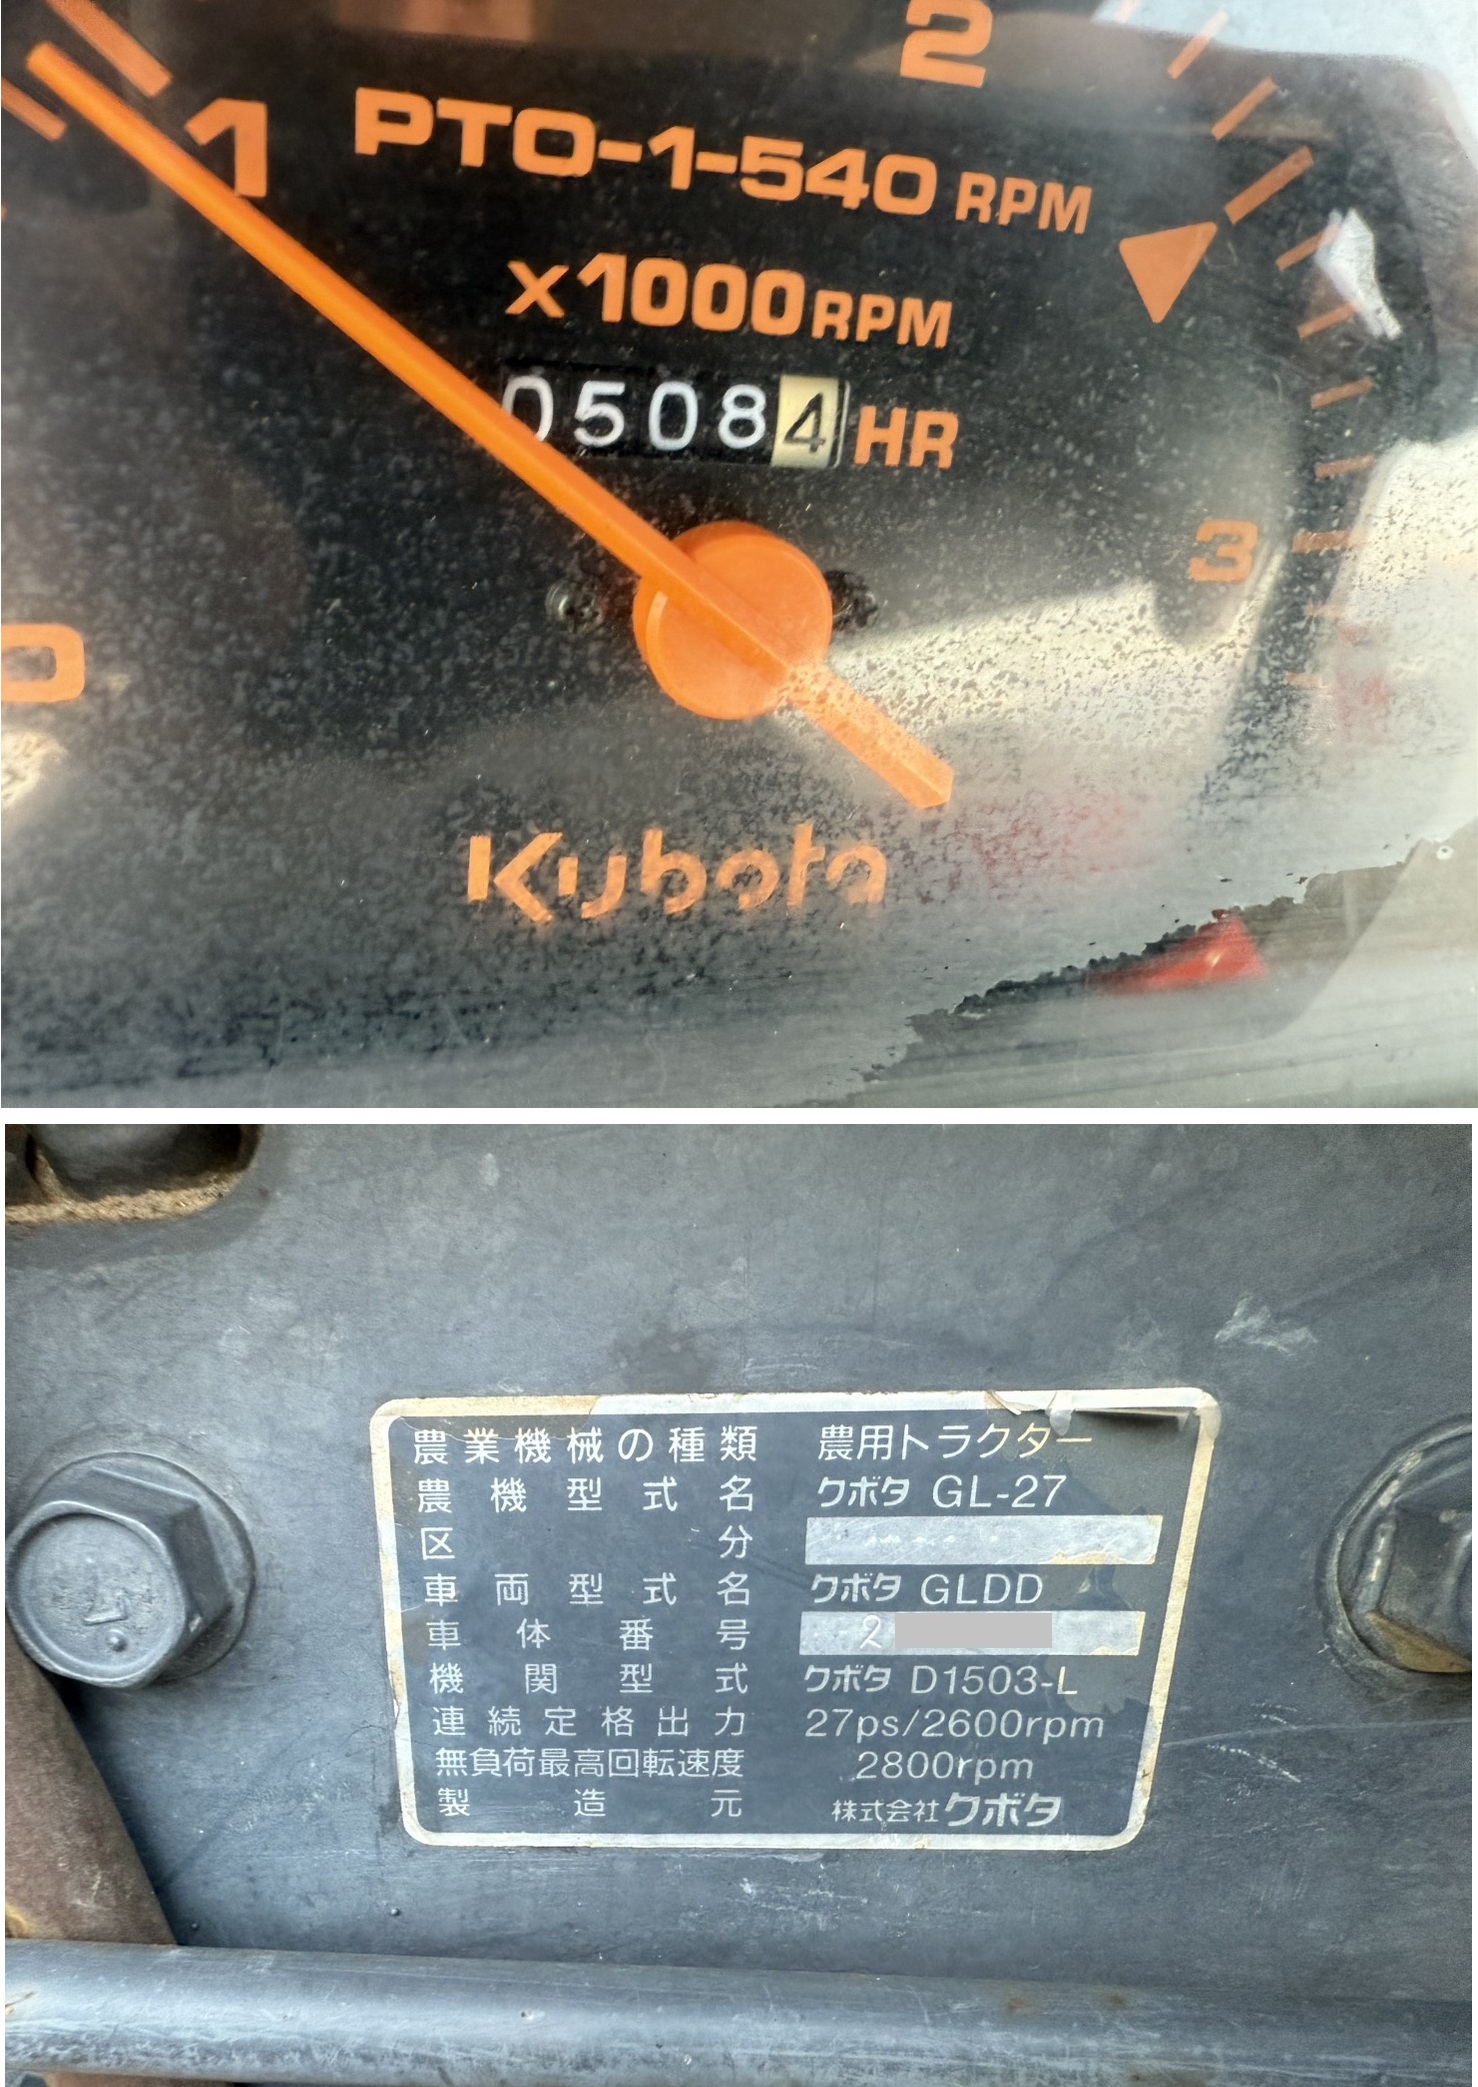 2
1
PTO-1-540 RPM
x1000RPM
05084 HR
3
0
Kubota
農業機械の種類 農用トラクター
農機型式名 クボタ GL-27
区分
車両型式名 クボタ GLDD
車体番号 2
機関型式 クボタ D1503-L
連続定格出力 27ps/2600rpm
無負荷最高回転速度 2800rpm
製造元 株式会社クボタ